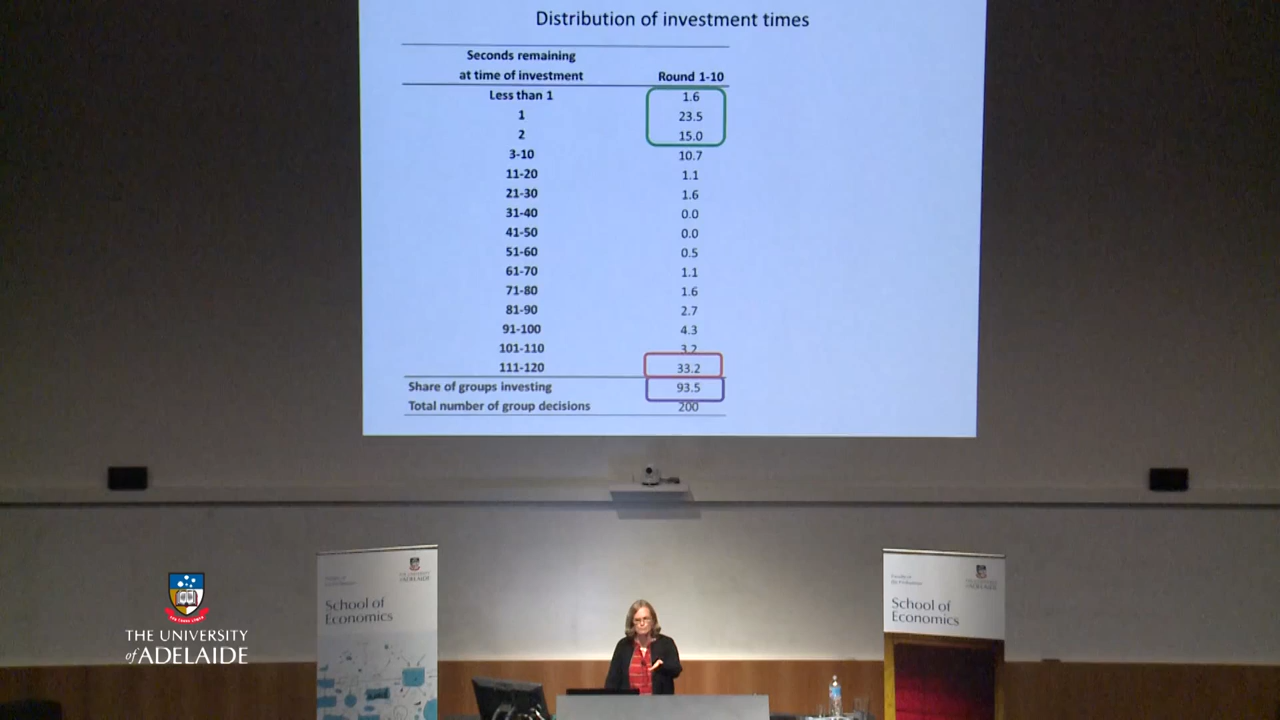 Distribution of investment times
Seconds remaining
at time of investment Round 1-10
Less than 1 1.6
1 23.5
2 15.0
3-10 10.7
11-20 1.1
21-30 1.6
31-40 0.0
41-50 0.0
51-60 0.5
61-70 1.1
71-80 1.6
81-90 2.7
91-100 4.3
101-110 3.2
111-120 33.2
Share of groups investing 93.5
Total number of group decisions 200
THE UNIVERSITY
of ADELAIDE
THE UNIVERSITY
of ADELAIDE
School of
Economics
School of
Economics